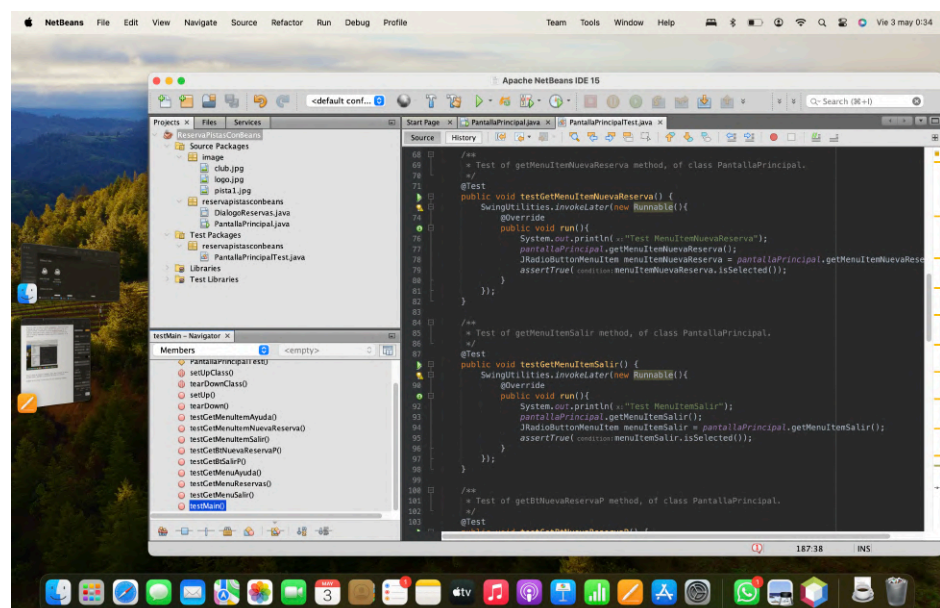 NetBeans File Edit View Navigate Source Refactor Run Debug Profile Team Tools Window Help Vie 3 may 0:34
Apache NetBeans IDE 15
<default conf... Search (⌘+I)
Projects × Files Services
Start Page × PantallaPrincipal.java × PantallaPrincipalTest.java ×
Source History
ReservaPistasConBeans
Source Packages
image
club.jpg
logo.jpg
pista1.jpg
reservapistasconbeans
DialogoReservas.java
PantallaPrincipal.java
Test Packages
reservapistasconbeans
PantallaPrincipalTest.java
Libraries
Test Libraries
testMain – Navigator ×
Members <empty>
PantallaPrincipalTest()
setUpClass()
tearDownClass()
setUp()
tearDown()
testGetMenuItemAyuda()
testGetMenuItemNuevaReserva()
testGetMenuItemSalir()
testGetBtNuevaReservaP()
testGetBtSalirP()
testGetMenuAyuda()
testGetMenuReservas()
testGetMenuSalir()
testMain()
68 /**
69 * Test of getMenuItemNuevaReserva method, of class PantallaPrincipal.
70 */
71 @Test
public void testGetMenuItemNuevaReserva() {
SwingUtilities.invokeLater(new Runnable(){
74 @Override
public void run(){
76 System.out.println( x: "Test MenuItemNuevaReserva");
77 pantallaPrincipal.getMenuItemNuevaReserva();
78 JRadioButtonMenuItem menuItemNuevaReserva = pantallaPrincipal.getMenuItemNuevaRese
79 assertTrue( condition: menuItemNuevaReserva.isSelected());
80 }
81 });
82 }
83
84 /**
85 * Test of getMenuItemSalir method, of class PantallaPrincipal.
86 */
87 @Test
public void testGetMenuItemSalir() {
SwingUtilities.invokeLater(new Runnable(){
90 @Override
public void run(){
92 System.out.println( x: "Test MenuItemSalir");
93 pantallaPrincipal.getMenuItemSalir();
94 JRadioButtonMenuItem menuItemSalir = pantallaPrincipal.getMenuItemSalir();
95 assertTrue( condition: menuItemSalir.isSelected());
96 }
97 });
98 }
99
100 /**
101 * Test of getBtNuevaReservaP method, of class PantallaPrincipal.
102 */
103 @Test
public void testGetBtNuevaReservaP() {
187:38 INS
MAY
3
1
tv
1